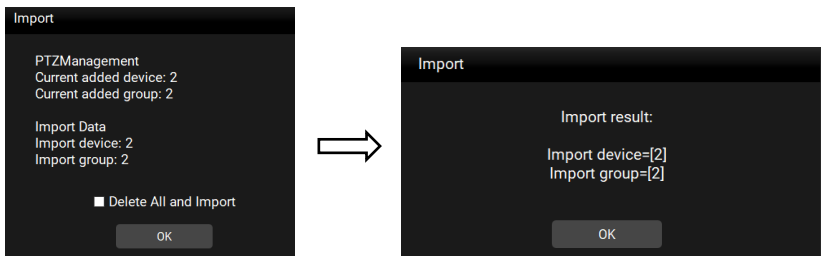 Import
PTZManagement
Current added device: 2
Current added group: 2
Import Data
Import device: 2
Import group: 2
Delete All and Import
OK
Import
Import result:
Import device=[2]
Import group=[2]
OK